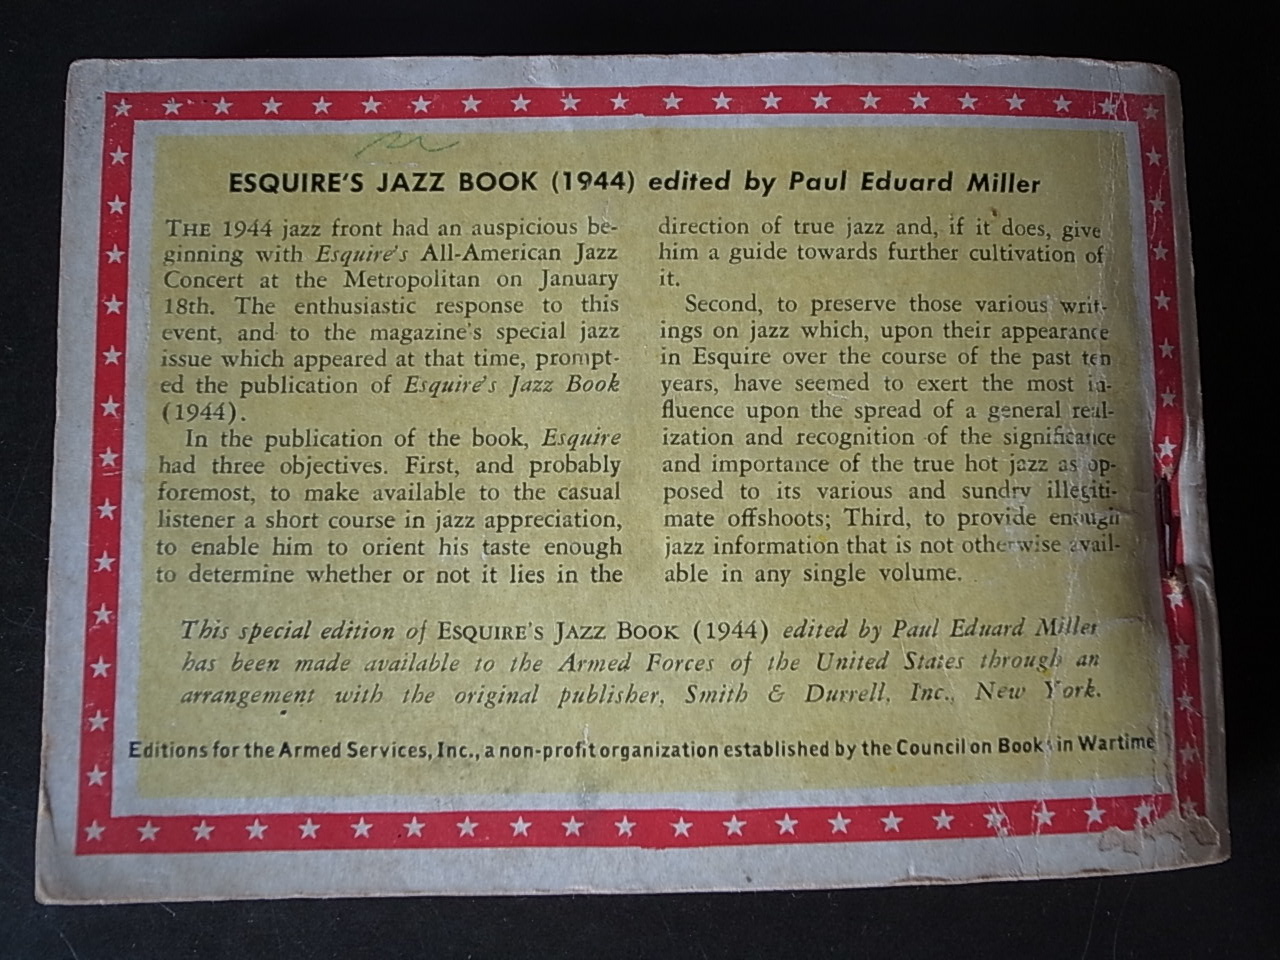 ESQUIRE'S JAZZ BOOK (1944) edited by Paul Eduard Miller
THE 1944 jazz front had an auspicious be-
ginning with Esquire's All-American Jazz
Concert at the Metropolitan on January
18th. The enthusiastic response to this
event, and to the magazine's special jazz
issue which appeared at that time, prompt-
ed the publication of Esquire's Jazz Book
(1944).
In the publication of the book, Esquire
had three objectives. First, and probably
foremost, to make available to the casual
listener a short course in jazz appreciation,
to enable him to orient his taste enough
to determine whether or not it lies in the
direction of true jazz and, if it does, give
him a guide towards further cultivation of
it.
Second, to preserve those various writ-
ings on jazz which, upon their appearance
in Esquire over the course of the past ten
years, have seemed to exert the most in-
fluence upon the spread of a general real-
ization and recognition of the significance
and importance of the true hot jazz as op-
posed to its various and sundry illegiti-
mate offshoots; Third, to provide enough
jazz information that is not otherwise avail-
able in any single volume.
This special edition of ESQUIRE'S JAZZ BOOK (1944) edited by Paul Eduard Miller
has been made available to the Armed Forces of the United States through an
arrangement with the original publisher, Smith & Durrell, Inc., New York.
Editions for the Armed Services, Inc., a non-profit organization established by the Council on Books in Wartime